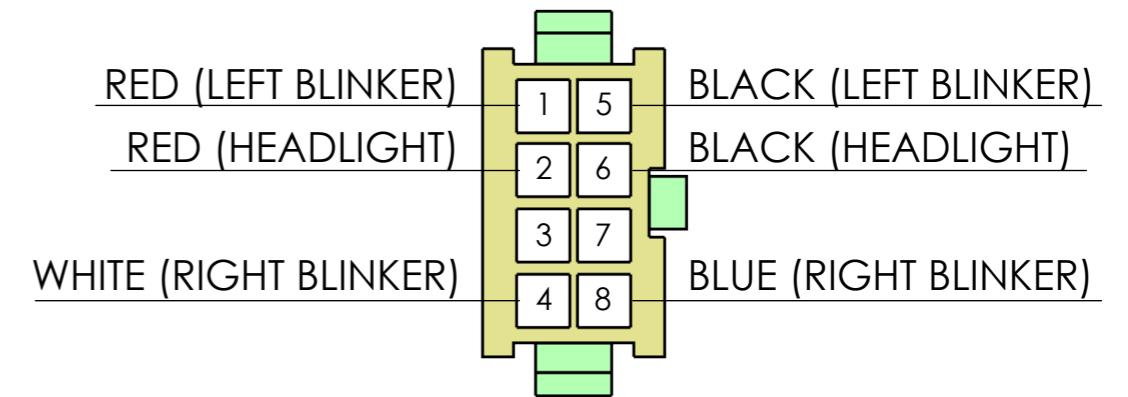 RED (LEFT BLINKER) 1 5 BLACK (LEFT BLINKER)
RED (HEADLIGHT) 2 6 BLACK (HEADLIGHT)
3 7
WHITE (RIGHT BLINKER) 4 8 BLUE (RIGHT BLINKER)